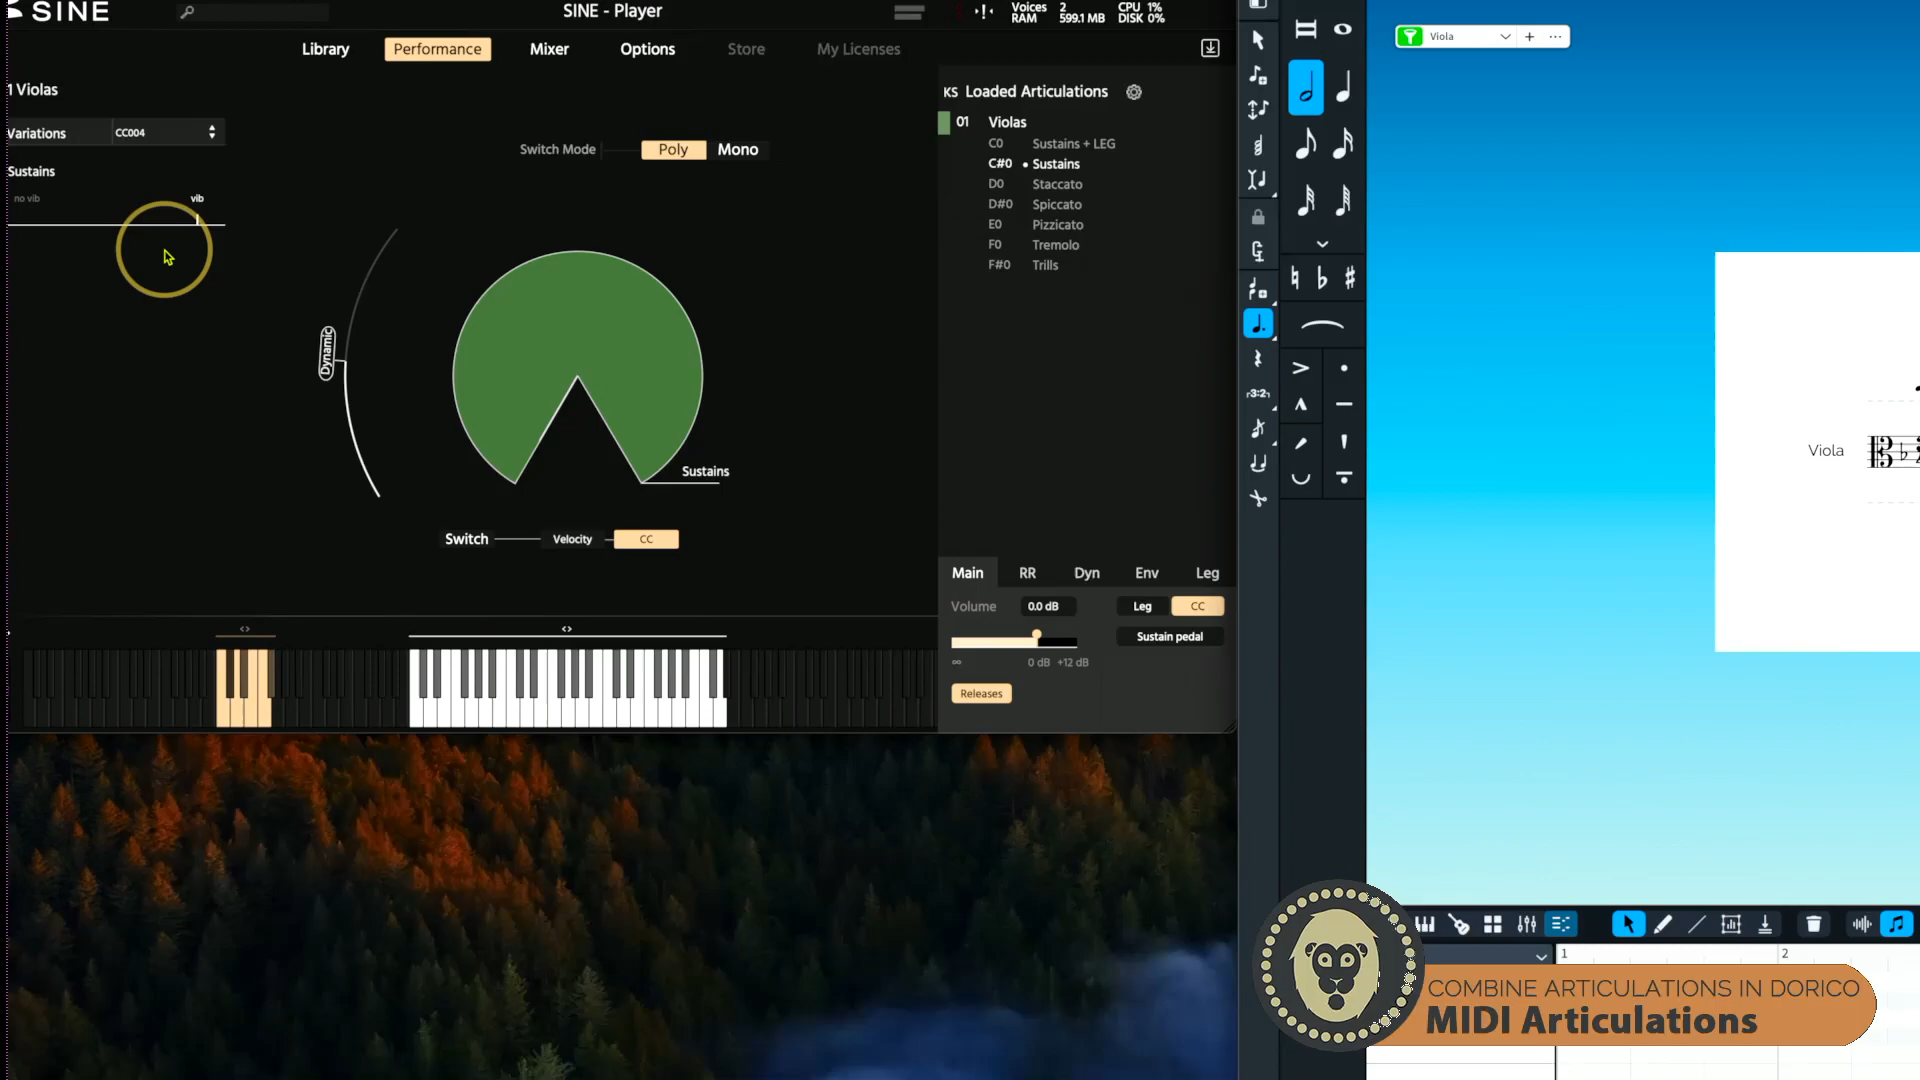 SINE
SINE - Player
Voices 2
RAM 599.1 MB
CPU 1%
DISK 0%
Library
Performance
Mixer
Options
Store
My Licenses
1 Violas
Variations
CC004
Sustains
no vib
vib
Switch Mode
Poly
Mono
Dynamic
Sustains
Switch
Velocity
CC
KS Loaded Articulations
01 Violas
C0 Sustains + LEG
C#0 • Sustains
D0 Staccato
D#0 Spiccato
E0 Pizzicato
F0 Tremolo
F#0 Trills
Main
RR
Dyn
Env
Leg
Volume
0.0 dB
Leg
CC
Sustain pedal
∞
0 dB
+12 dB
Releases
3:2
Viola
Viola
1
2
COMBINE ARTICULATIONS IN DORICO
MIDI Articulations